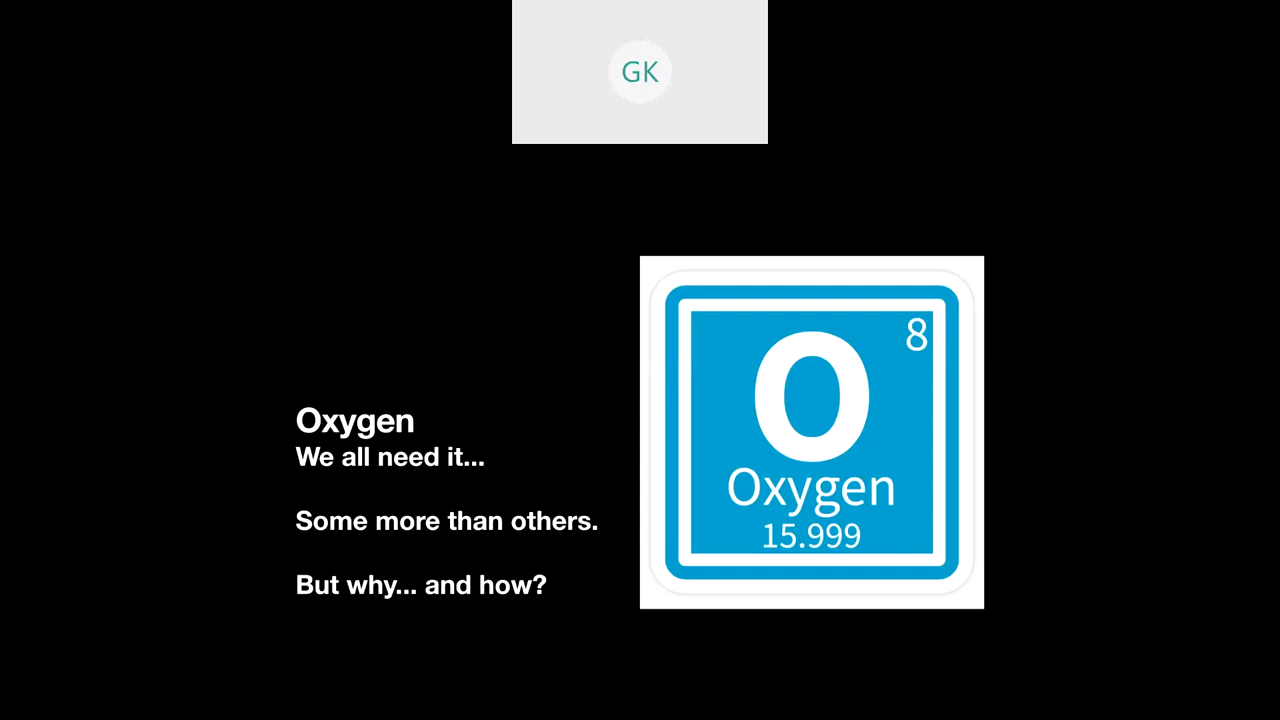 GK
Oxygen
We all need it...
Some more than others.
But why... and how?
8
O
Oxygen
15.999